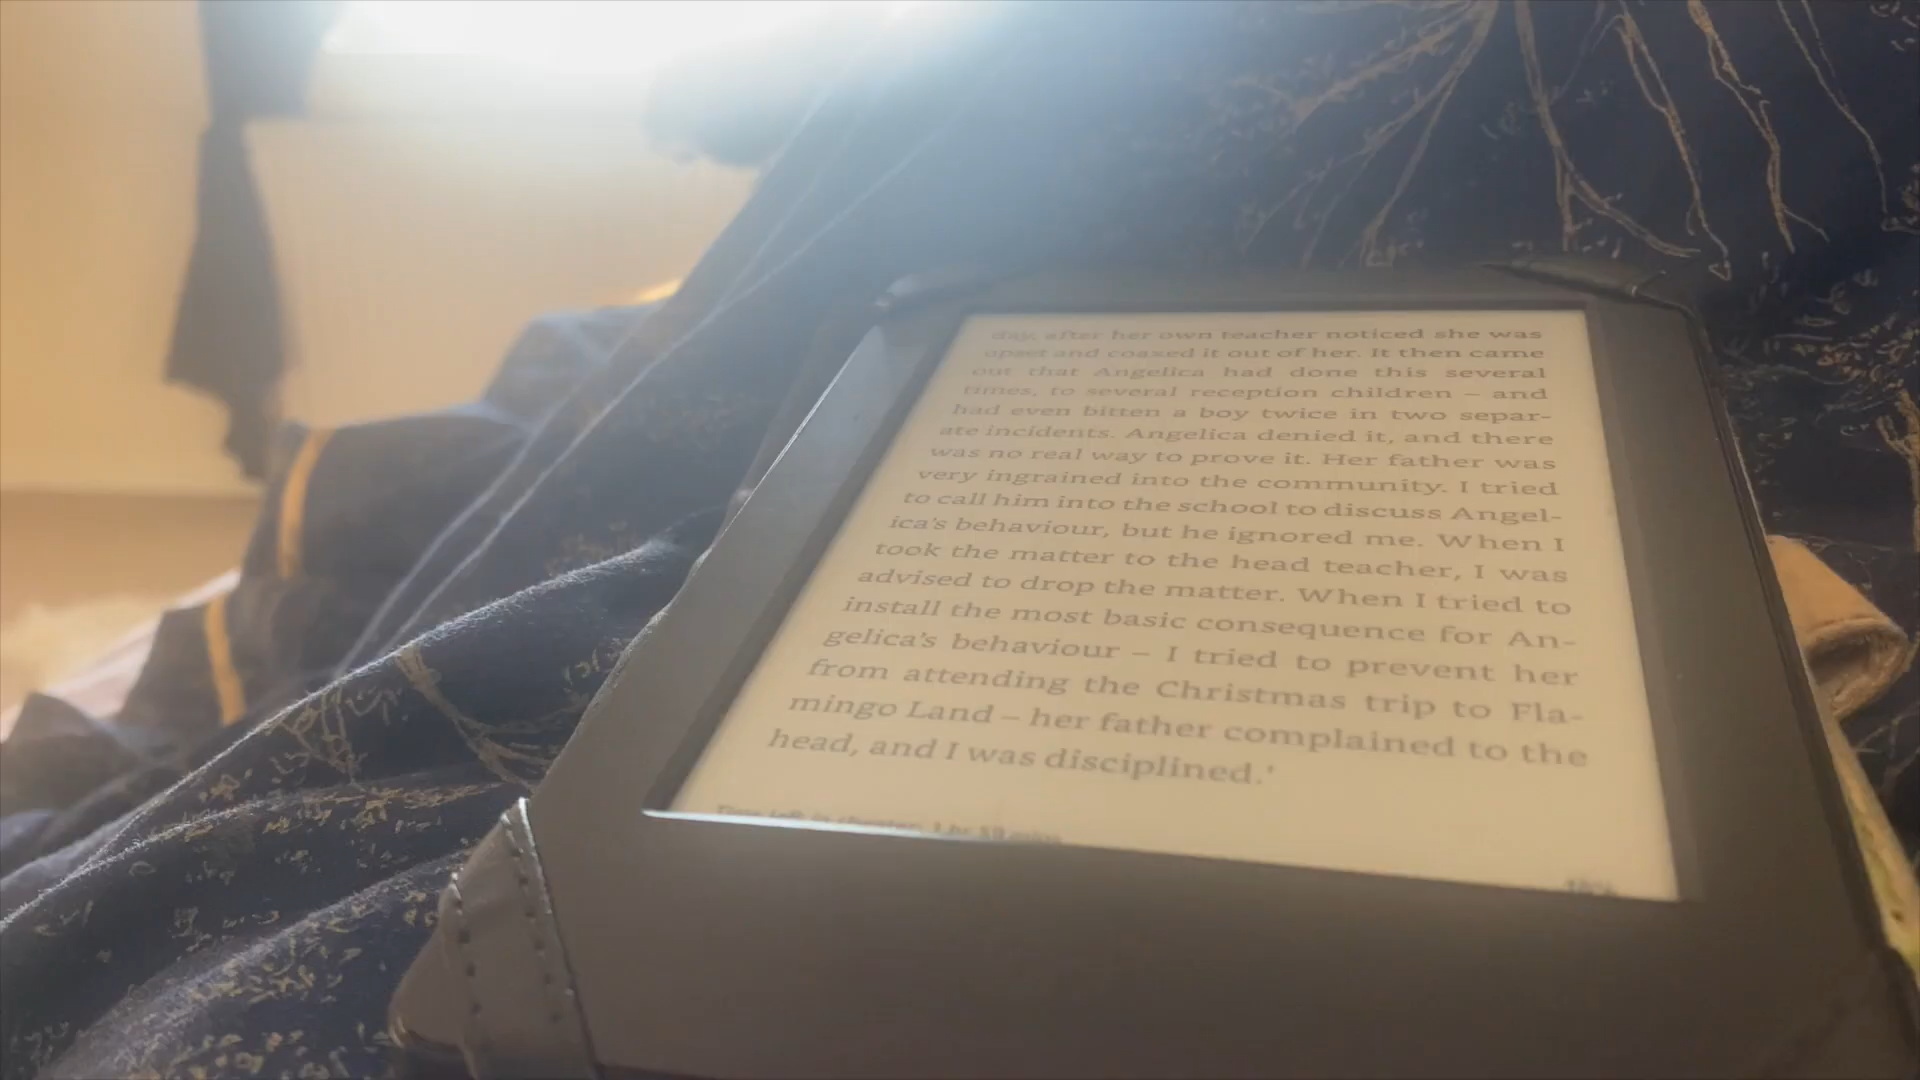 day, after her own teacher noticed she was
upset and coaxed it out of her. It then came
out that Angelica had done this several
times, to several reception children – and
had even bitten a boy twice in two separ-
ate incidents. Angelica denied it, and there
was no real way to prove it. Her father was
very ingrained into the community. I tried
to call him into the school to discuss Angel-
ica's behaviour, but he ignored me. When I
took the matter to the head teacher, I was
advised to drop the matter. When I tried to
install the most basic consequence for An-
gelica's behaviour – I tried to prevent her
from attending the Christmas trip to Fla-
mingo Land – her father complained to the
head, and I was disciplined.'
Time left in chapter: 1 hr